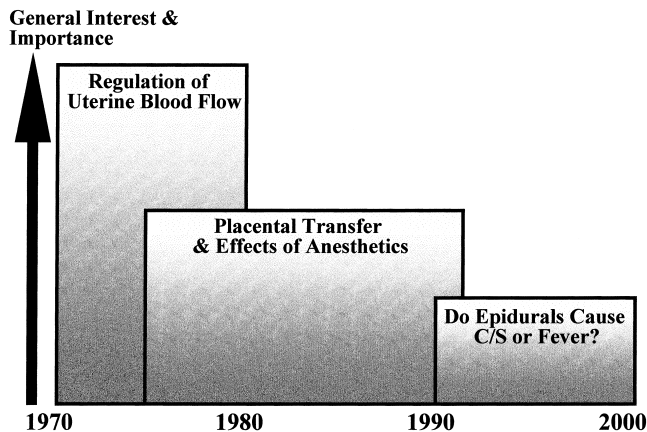 General Interest &
Importance
Regulation of
Uterine Blood Flow
Placental Transfer
& Effects of Anesthetics
Do Epidurals Cause
C/S or Fever?
1970
1980
1990
2000